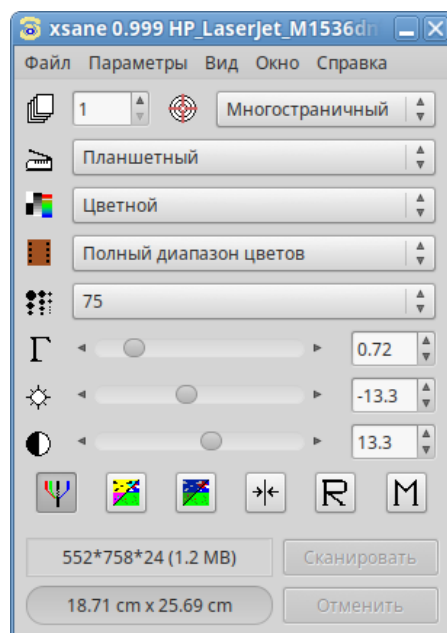 xsane 0.999 HP_LaserJet_M1536dn
Файл Параметры Вид Окно Справка
1 Многостраничный
Планшетный
Цветной
Полный диапазон цветов
75
Γ 0.72
-13.3
13.3
R M
552*758*24 (1.2 MB) Сканировать
18.71 cm x 25.69 cm Отменить